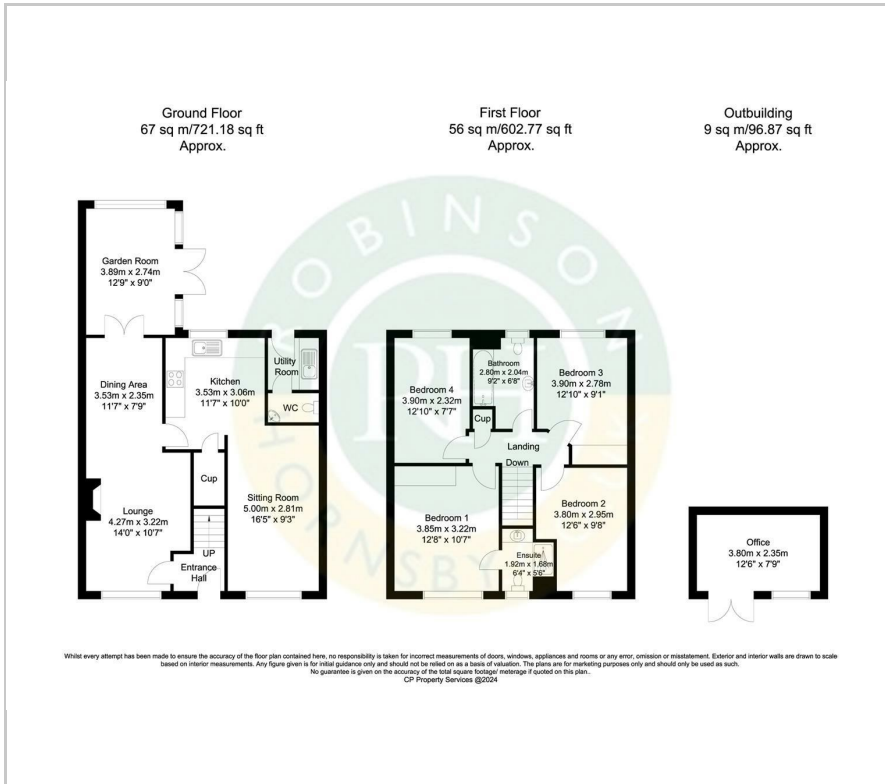 Ground Floor
67 sq m/721.18 sq ft
Approx.
First Floor
56 sq m/602.77 sq ft
Approx.
Outbuilding
9 sq m/96.87 sq ft
Approx.
Garden Room
3.89m x 2.74m
12'9" x 9'0"
Dining Area
3.53m x 2.35m
11'7" x 7'9"
Kitchen
3.53m x 3.06m
11'7" x 10'0"
Utility
Room
WC
Cup
Lounge
4.27m x 3.22m
14'0" x 10'7"
Sitting Room
5.00m x 2.81m
16'5" x 9'3"
UP
Entrance
Hall
Bedroom 4
3.90m x 2.32m
12'10" x 7'7"
Bathroom
2.80m x 2.04m
9'2" x 6'8"
Bedroom 3
3.90m x 2.78m
12'10" x 9'1"
Cup
Landing
Down
Bedroom 1
3.85m x 3.22m
12'8" x 10'7"
Bedroom 2
3.80m x 2.95m
12'6" x 9'8"
Ensuite
1.92m x 1.68m
6'4" x 5'6"
Office
3.80m x 2.35m
12'6" x 7'9"
ROBINSON
HORNSBY
RH
Whilst every attempt has been made to ensure the accuracy of the floor plan contained here, no responsibility is taken for incorrect measurements of doors, windows, appliances and rooms or any error, omission or misstatement. Exterior and interior walls are drawn to scale
based on interior measurements. Any figure given is for initial guidance only and should not be relied on as a basis of valuation. The plans are for marketing purposes only and should only be used as such.
No guarantee is given on the accuracy of the total square footage/ meterage if quoted on this plan..
CP Property Services @2024